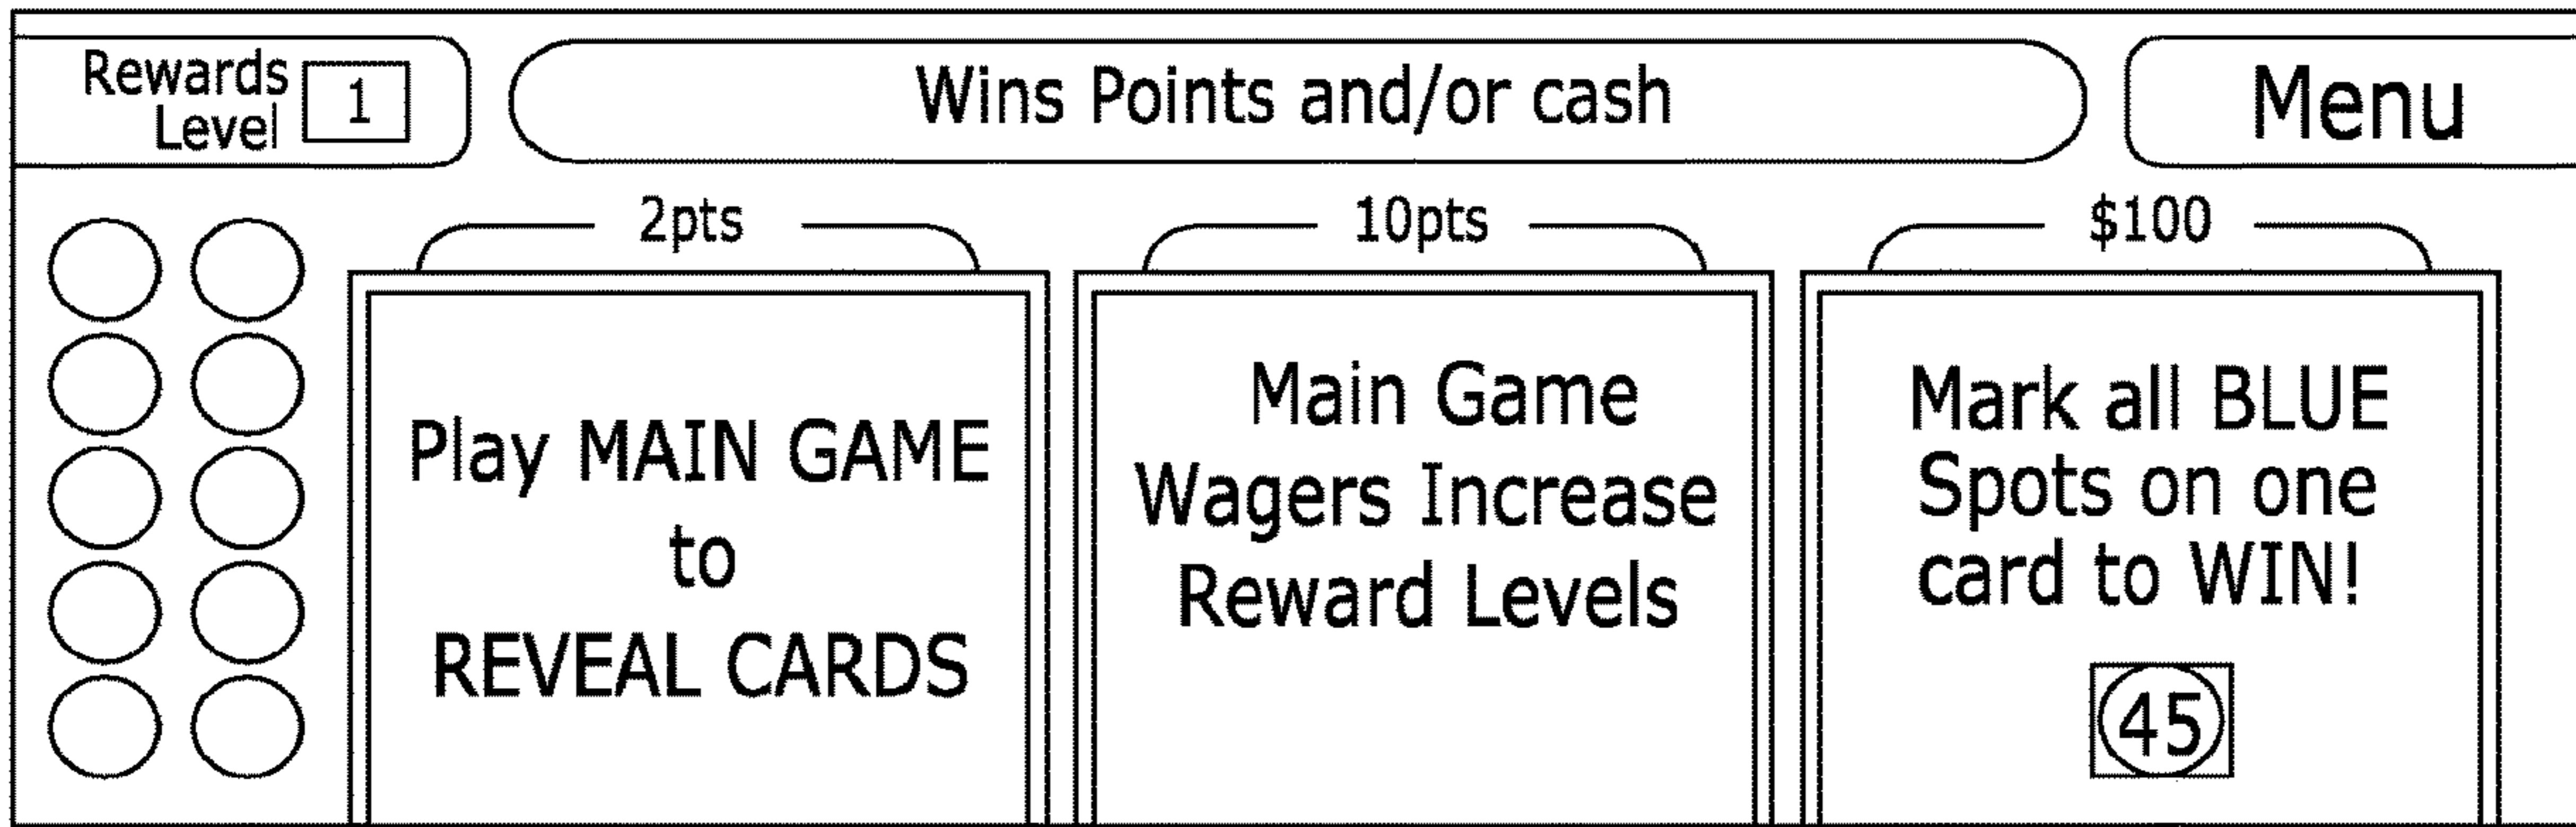 Rewards
Level 1
Wins Points and/or cash
Menu
2pts
10pts
$100
Play MAIN GAME
to
REVEAL CARDS
Main Game
Wagers Increase
Reward Levels
Mark all BLUE
Spots on one
card to WIN!
45